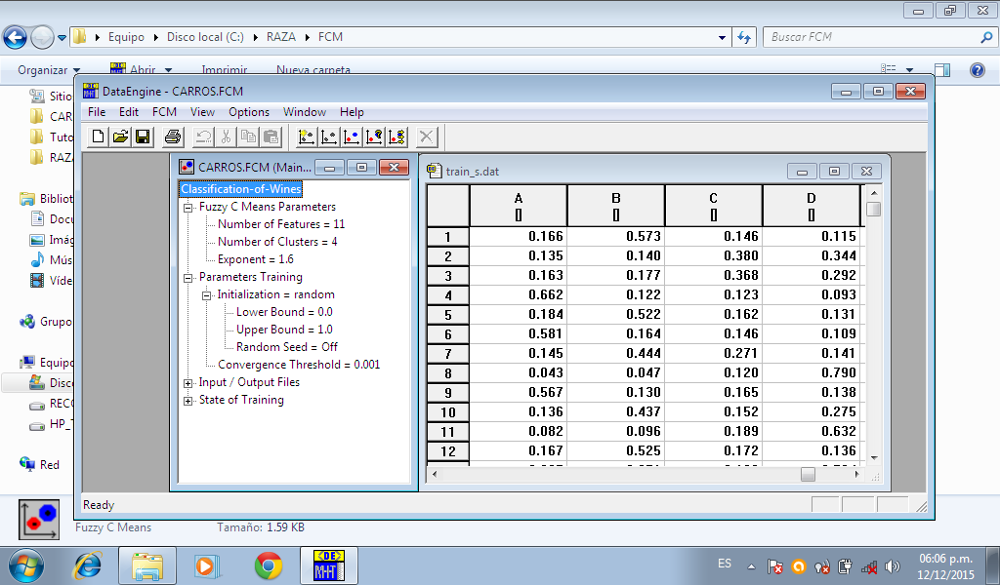 Equipo Disco local (C:) RAZA FCM
Buscar FCM
Organizar Abrir Imprimir Nueva carpeta
Sitio
CAR
Tuto
RAZ
Bibliot
Docu
Imág
Mús
Víde
Grupo
Equipo
Disc
RECO
HP_T
Red
DataEngine - CARROS.FCM
File Edit FCM View Options Window Help
CARROS.FCM (Main...
Classification-of-Wines
Fuzzy C Means Parameters
Number of Features = 11
Number of Clusters = 4
Exponent = 1.6
Parameters Training
Initialization = random
Lower Bound = 0.0
Upper Bound = 1.0
Random Seed = Off
Convergence Threshold = 0.001
Input / Output Files
State of Training
train_s.dat
A B C D
[] [] [] []
1 0.166 0.573 0.146 0.115
2 0.135 0.140 0.380 0.344
3 0.163 0.177 0.368 0.292
4 0.662 0.122 0.123 0.093
5 0.184 0.522 0.162 0.131
6 0.581 0.164 0.146 0.109
7 0.145 0.444 0.271 0.141
8 0.043 0.047 0.120 0.790
9 0.567 0.130 0.165 0.138
10 0.136 0.437 0.152 0.275
11 0.082 0.096 0.189 0.632
12 0.167 0.525 0.172 0.136
Ready
Fuzzy C Means Tamaño: 1.59 KB
DE
MHT
ES
06:06 p.m.
12/12/2015